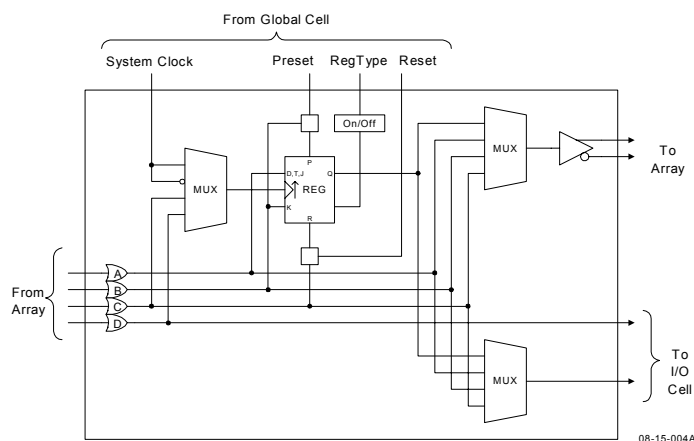 From Global Cell
System Clock
Preset
RegType
Reset
On/Off
MUX
P
D,T,J
Q
REG
K
R
MUX
To
Array
From
Array
A
B
C
D
MUX
To
I/O
Cell
08-15-004A